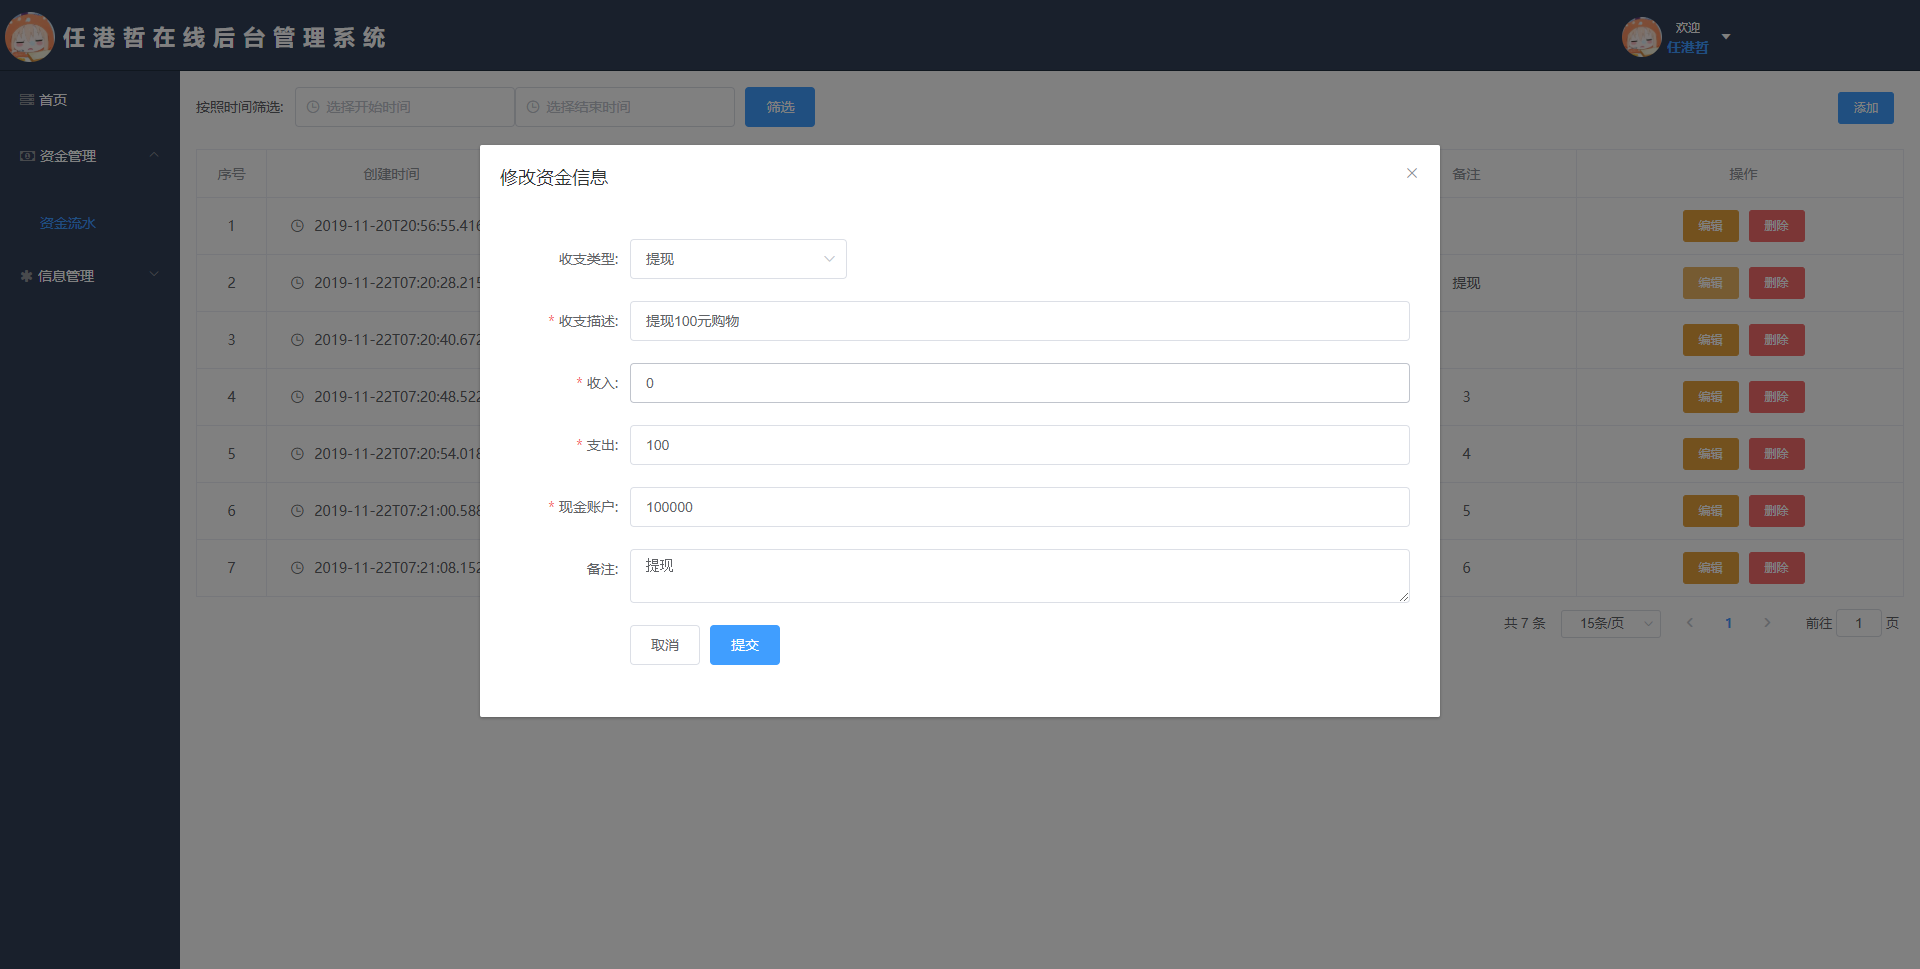 任港哲在线后台管理系统
欢迎
任港哲
首页
资金管理
资金流水
信息管理
按照时间筛选: 选择开始时间 选择结束时间 筛选 添加
序号 创建时间 备注 操作
1 2019-11-20T20:56:55.416 编辑 删除
2 2019-11-22T07:20:28.215 提现 编辑 删除
3 2019-11-22T07:20:40.672 编辑 删除
4 2019-11-22T07:20:48.522 3 编辑 删除
5 2019-11-22T07:20:54.018 4 编辑 删除
6 2019-11-22T07:21:00.588 5 编辑 删除
7 2019-11-22T07:21:08.152 6 编辑 删除
共 7 条 15条/页 1 前往 1 页
修改资金信息
收支类型: 提现
* 收支描述: 提现100元购物
* 收入: 0
* 支出: 100
* 现金账户: 100000
备注: 提现
取消 提交